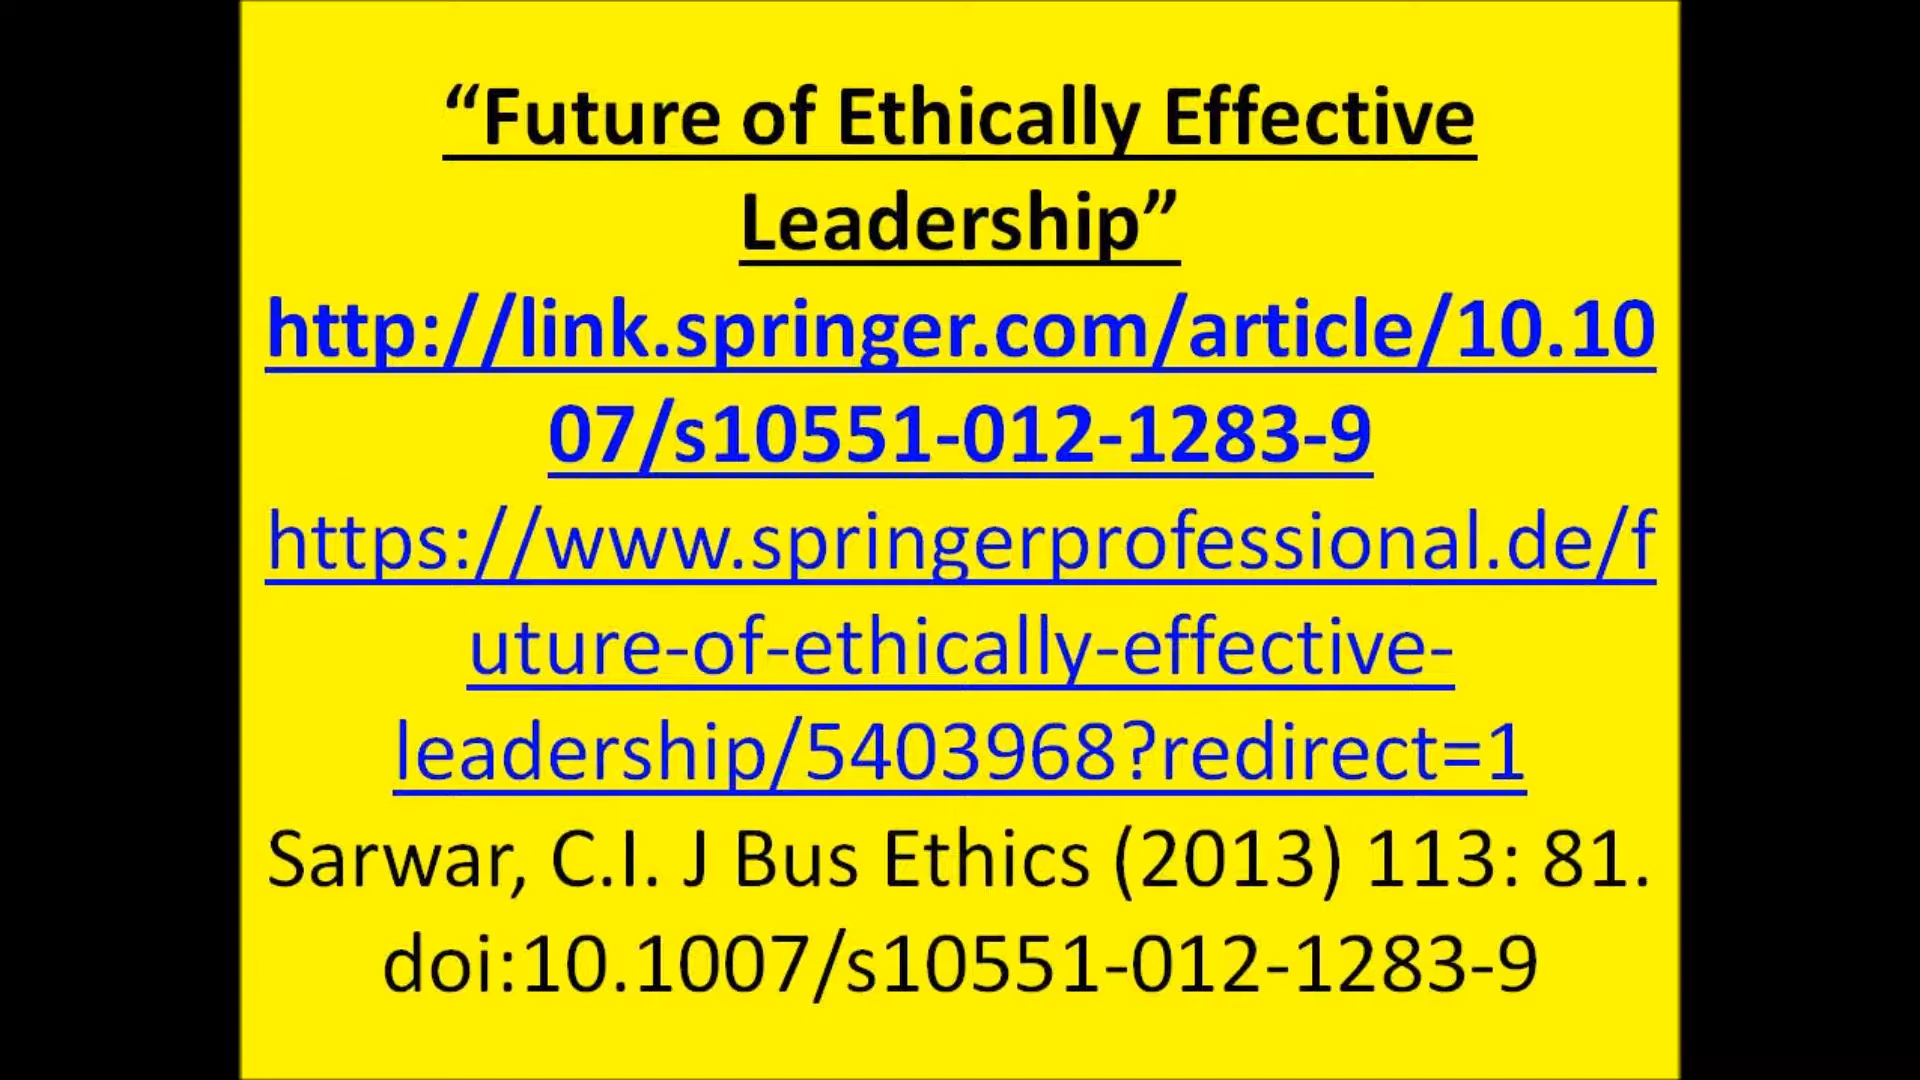 “Future of Ethically Effective
Leadership”
http://link.springer.com/article/10.10
07/s10551-012-1283-9
https://www.springerprofessional.de/f
uture-of-ethically-effective-
leadership/5403968?redirect=1
Sarwar, C.I. J Bus Ethics (2013) 113: 81.
doi:10.1007/s10551-012-1283-9